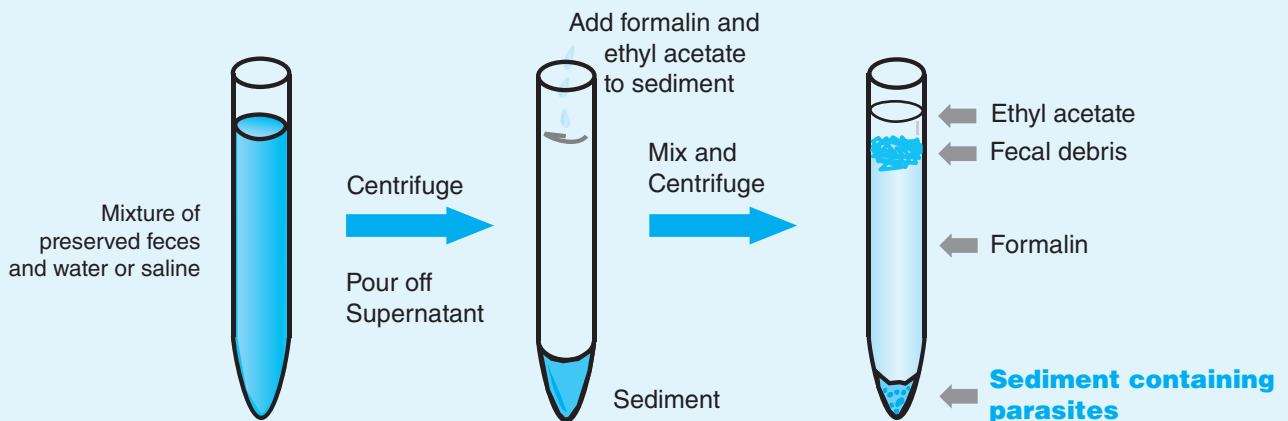 Mixture of
preserved feces
and water or saline
Centrifuge
Pour off
Supernatant
Add formalin and
ethyl acetate
to sediment
Sediment
Mix and
Centrifuge
Ethyl acetate
Fecal debris
Formalin
Sediment containing
parasites